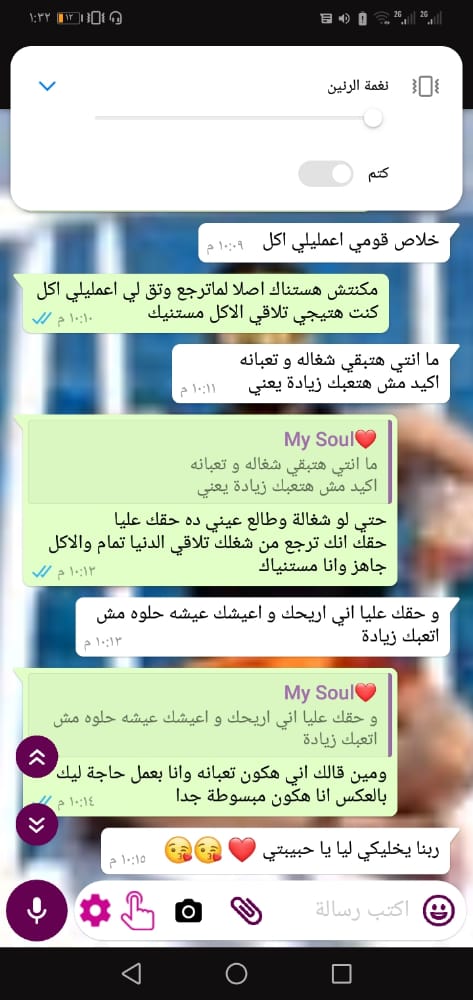 ١:٣٢
١٢
2G
2G
نغمة الرنين
كتم
خلاص قومي اعمليلي اكل
١٠:٠٩ م
مكنتش هستناك اصلا لماترجع وتق لي اعمليلي اكل
كنت هتيجي تلاقي الاكل مستنيك
١٠:١٠ م
ما انتي هتبقي شغاله و تعبانه
اكيد مش هتعبك زيادة يعني
١٠:١١ م
My Soul❤️
ما انتي هتبقي شغاله و تعبانه
اكيد مش هتعبك زيادة يعني
حتي لو شغالة وطالع عيني ده حقك عليا
حقك انك ترجع من شغلك تلاقي الدنيا تمام والاكل
جاهز وانا مستنياك
١٠:١٣ م
و حقك عليا اني اريحك و اعيشك عيشه حلوه مش
اتعبك زيادة
١٠:١٣ م
My Soul❤️
و حقك عليا اني اريحك و اعيشك عيشه حلوه مش
اتعبك زيادة
ومين قالك اني هكون تعبانه وانا بعمل حاجة ليك
بالعكس انا هكون مبسوطة جدا
١٠:١٤ م
ربنا يخليكي ليا يا حبيبتي ❤️😘😘
١٠:١٥ م
اكتب رسالة